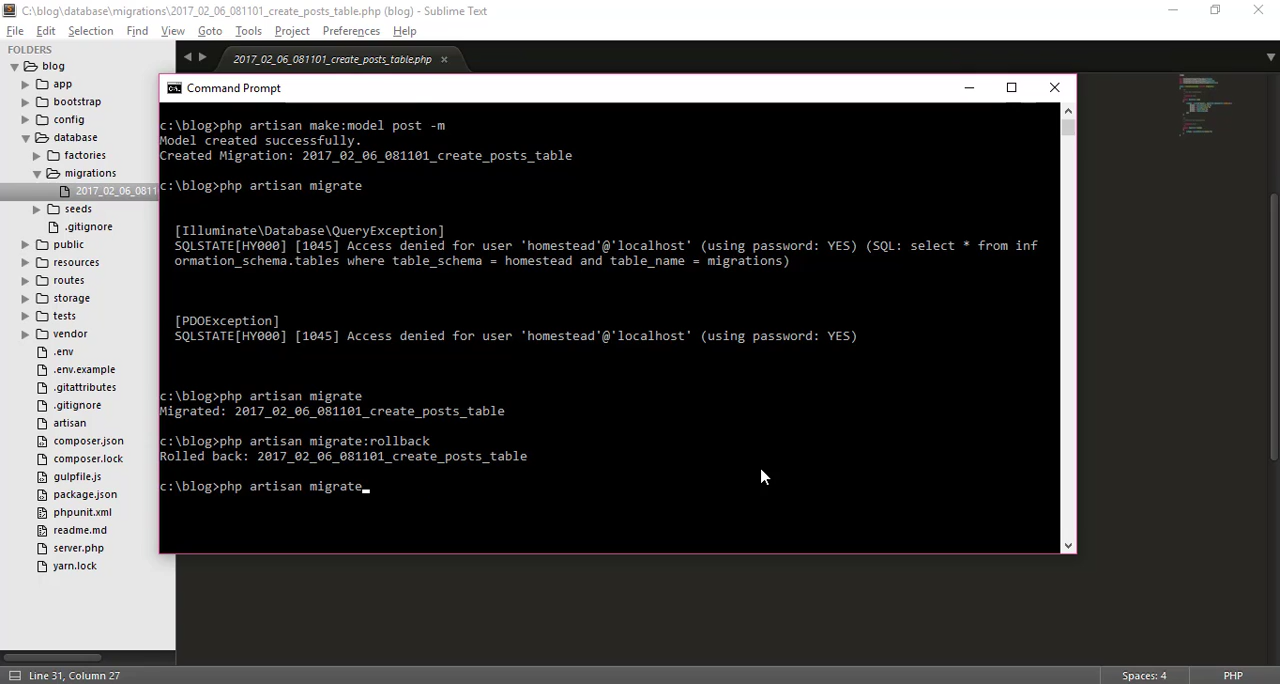 C:\blog\database\migrations\2017_02_06_081101_create_posts_table.php (blog) - Sublime Text
File Edit Selection Find View Goto Tools Project Preferences Help
FOLDERS
blog
app
bootstrap
config
database
factories
migrations
2017_02_06_0811
seeds
.gitignore
public
resources
routes
storage
tests
vendor
.env
.env.example
.gitattributes
.gitignore
artisan
composer.json
composer.lock
gulpfile.js
package.json
phpunit.xml
readme.md
server.php
yarn.lock
2017_02_06_081101_create_posts_table.php
Command Prompt
c:\blog>php artisan make:model post -m
Model created successfully.
Created Migration: 2017_02_06_081101_create_posts_table
c:\blog>php artisan migrate
[Illuminate\Database\QueryException]
SQLSTATE[HY000] [1045] Access denied for user 'homestead'@'localhost' (using password: YES) (SQL: select * from inf
ormation_schema.tables where table_schema = homestead and table_name = migrations)
[PDOException]
SQLSTATE[HY000] [1045] Access denied for user 'homestead'@'localhost' (using password: YES)
c:\blog>php artisan migrate
Migrated: 2017_02_06_081101_create_posts_table
c:\blog>php artisan migrate:rollback
Rolled back: 2017_02_06_081101_create_posts_table
c:\blog>php artisan migrate
Line 31, Column 27
Spaces: 4
PHP